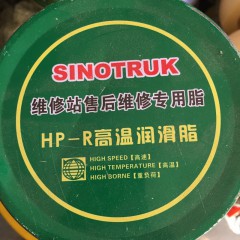 SINOTRUK
维修站售后维修专用脂
HP-R高温润滑脂
HIGH SPEED【高速】
HIGH TEMPERATURE【高温】
HIGH BORNE【重负荷】